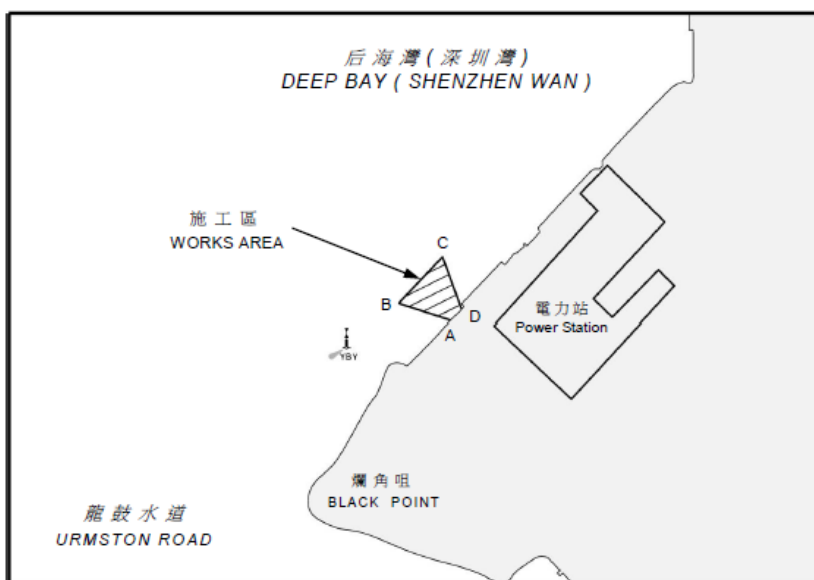 后海灣(深圳灣)
DEEP BAY ( SHENZHEN WAN )
施工區
WORKS AREA
C
B
D
A
電力站
Power Station
YBY
爛角咀
BLACK POINT
龍鼓水道
URMSTON ROAD